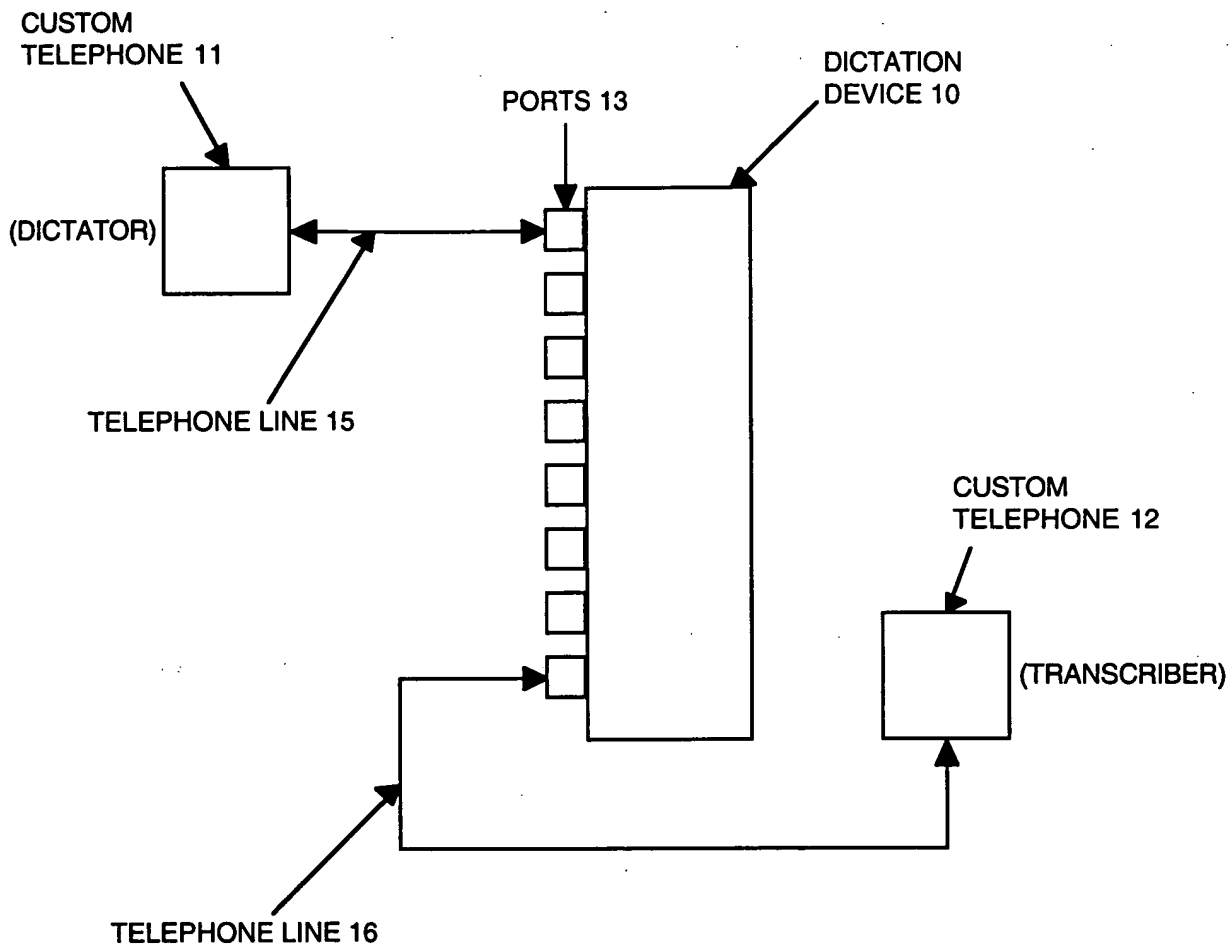 CUSTOM
TELEPHONE 11
DICTATION
DEVICE 10
PORTS 13
(DICTATOR)
TELEPHONE LINE 15
CUSTOM
TELEPHONE 12
(TRANSCRIBER)
TELEPHONE LINE 16